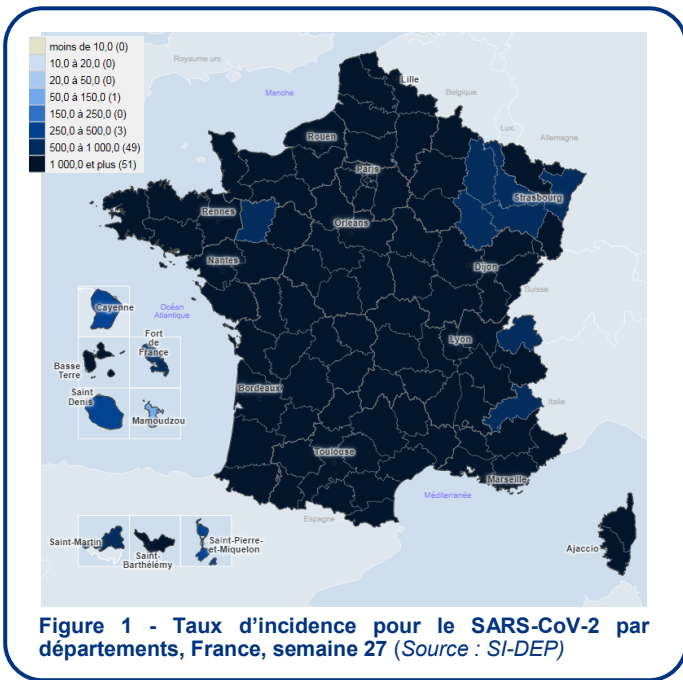 moins de 10,0 (0)
10,0 à 20,0 (0)
20,0 à 50,0 (0)
50,0 à 150,0 (1)
150,0 à 250,0 (0)
250,0 à 500,0 (3)
500,0 à 1 000,0 (49)
1 000,0 et plus (51)
Royaume uni
Lille
Manche
Belgique
Lux.
Allemagne
Rouen
Paris
Strasbourg
Rennes
Orléans
Nantes
Dijon
Suisse
Cayenne
Océan
Atlantique
Fort
de
France
Basse
Terre
Lyon
Saint
Denis
Mamoudzou
Bordeaux
Italie
Toulouse
Marseille
Méditerranée
Espagne
Saint-Martin
Saint-
Barthélémy
Saint-Pierre-
et-Miquelon
Ajaccio
Figure 1 - Taux d’incidence pour le SARS-CoV-2 par
départements, France, semaine 27 (Source : SI-DEP)